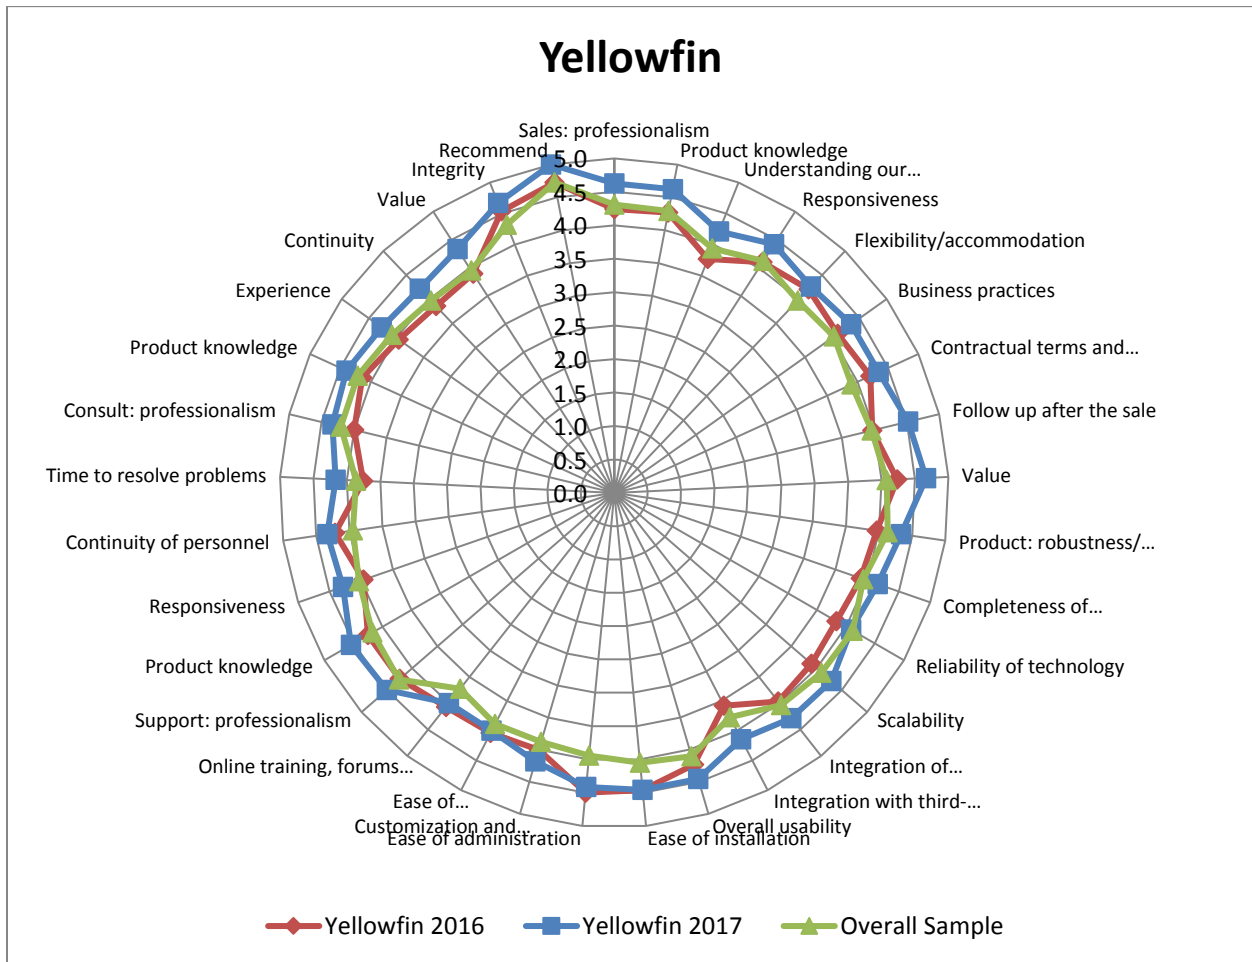 Yellowfin
Sales: professionalism
Product knowledge
Understanding our...
Responsiveness
Flexibility/accommodation
Business practices
Contractual terms and...
Follow up after the sale
Value
Product: robustness/...
Completeness of...
Reliability of technology
Scalability
Integration of...
Integration with third-...
Overall usability
Ease of installation
Ease of administration
Customization and...
Ease of...
Online training, forums...
Support: professionalism
Product knowledge
Responsiveness
Continuity of personnel
Time to resolve problems
Consult: professionalism
Product knowledge
Experience
Continuity
Value
Integrity
Recommend
5.0
4.5
4.0
3.5
3.0
2.5
2.0
1.5
1.0
0.5
0.0
Yellowfin 2016
Yellowfin 2017
Overall Sample